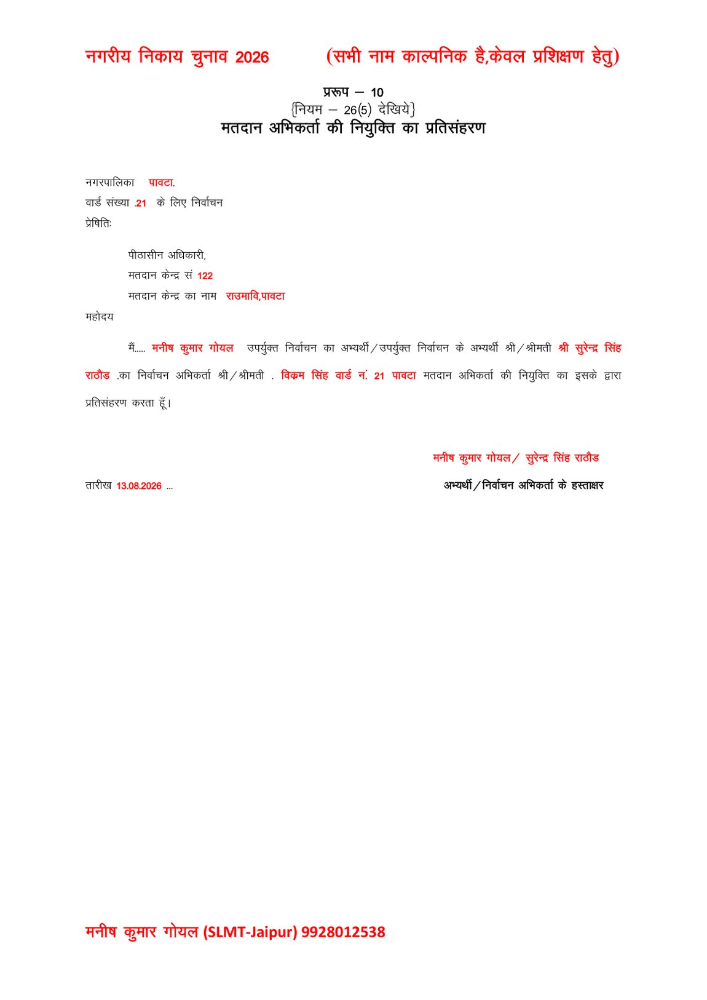 नगरीय निकाय चुनाव 2026 (सभी नाम काल्पनिक है,केवल प्रशिक्षण हेतु)
प्ररूप – 10
{नियम – 26(5) देखिये}
मतदान अभिकर्ता की नियुक्ति का प्रतिसंहरण
नगरपालिका पावटा.
वार्ड संख्या .21 के लिए निर्वाचन
प्रेषितिः
पीठासीन अधिकारी,
मतदान केन्द्र सं 122
मतदान केन्द्र का नाम राउमावि,पावटा
महोदय
मैं..... मनीष कुमार गोयल उपर्युक्त निर्वाचन का अभ्यर्थी/उपर्युक्त निर्वाचन के अभ्यर्थी श्री/श्रीमती श्री सुरेन्द्र सिंह
राठौड .का निर्वाचन अभिकर्ता श्री/श्रीमती . विक्रम सिंह वार्ड नं. 21 पावटा मतदान अभिकर्ता की नियुक्ति का इसके द्वारा
प्रतिसंहरण करता हूँ।
मनीष कुमार गोयल/ सुरेन्द्र सिंह राठौड
तारीख 13.08.2026 ... अभ्यर्थी/निर्वाचन अभिकर्ता के हस्ताक्षर
मनीष कुमार गोयल (SLMT-Jaipur) 9928012538